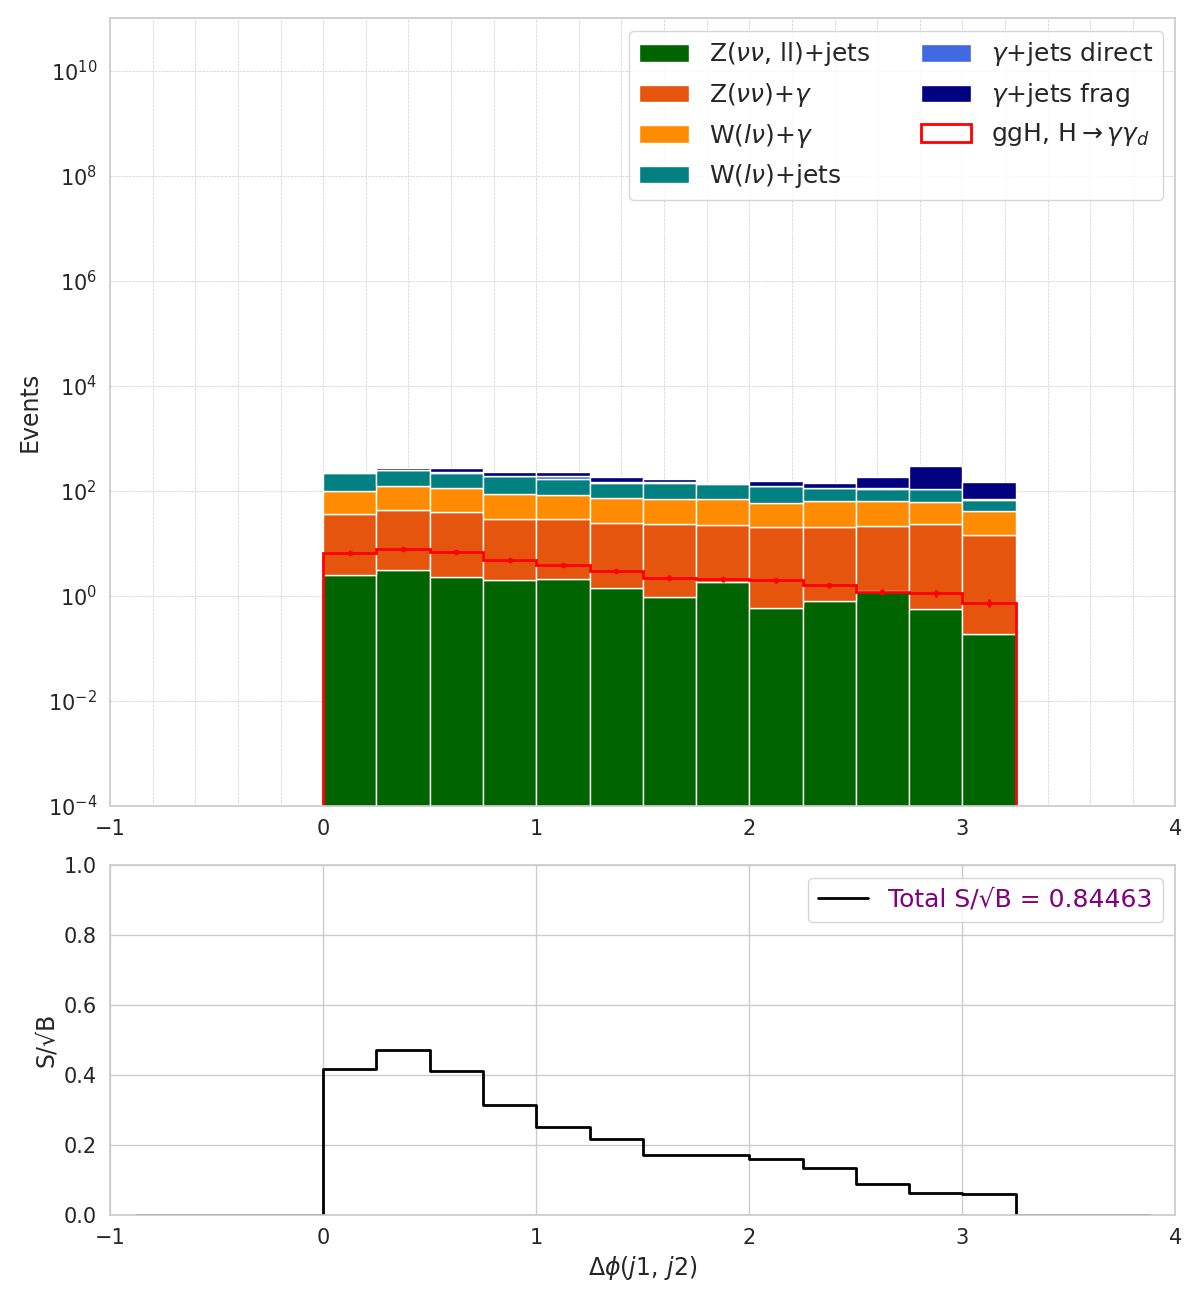 Z(νν, ll)+jets
Z(νν)+γ
W(lν)+γ
W(lν)+jets
γ+jets direct
γ+jets frag
ggH, H→γγ_d
Events
10^10
10^8
10^6
10^4
10^2
10^0
10^−2
10^−4
−1 0 1 2 3 4
Total S/√B = 0.84463
S/√B
1.0
0.8
0.6
0.4
0.2
0.0
−1 0 1 2 3 4
Δϕ(j1, j2)